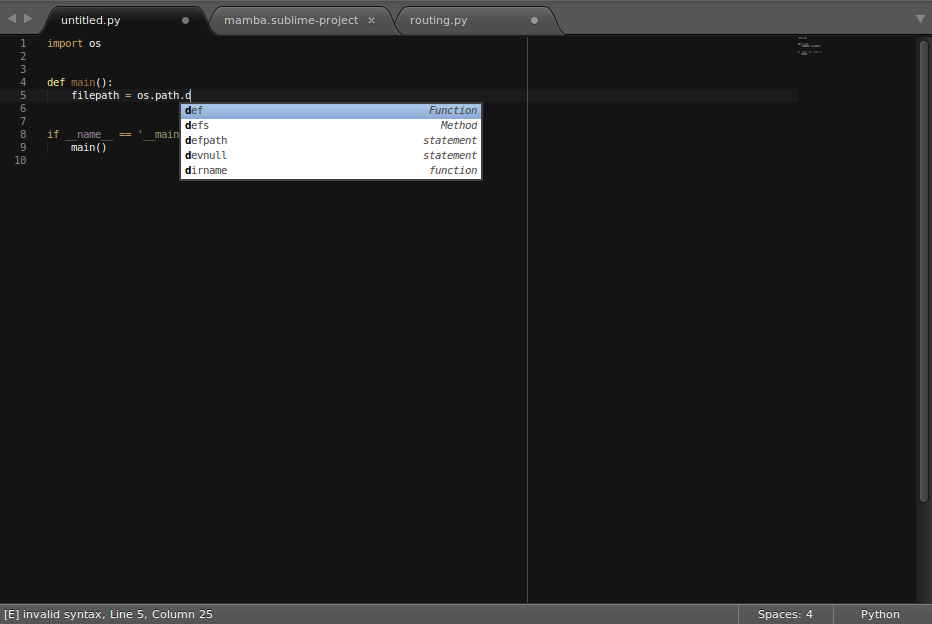 untitled.py
mamba.sublime-project ×
routing.py
1 import os
2
3
4 def main():
5 filepath = os.path.d
6
7
8 if __name__ == '__main
9 main()
10
def Function
defs Method
defpath statement
devnull statement
dirname function
[E] invalid syntax, Line 5, Column 25 Spaces: 4 Python